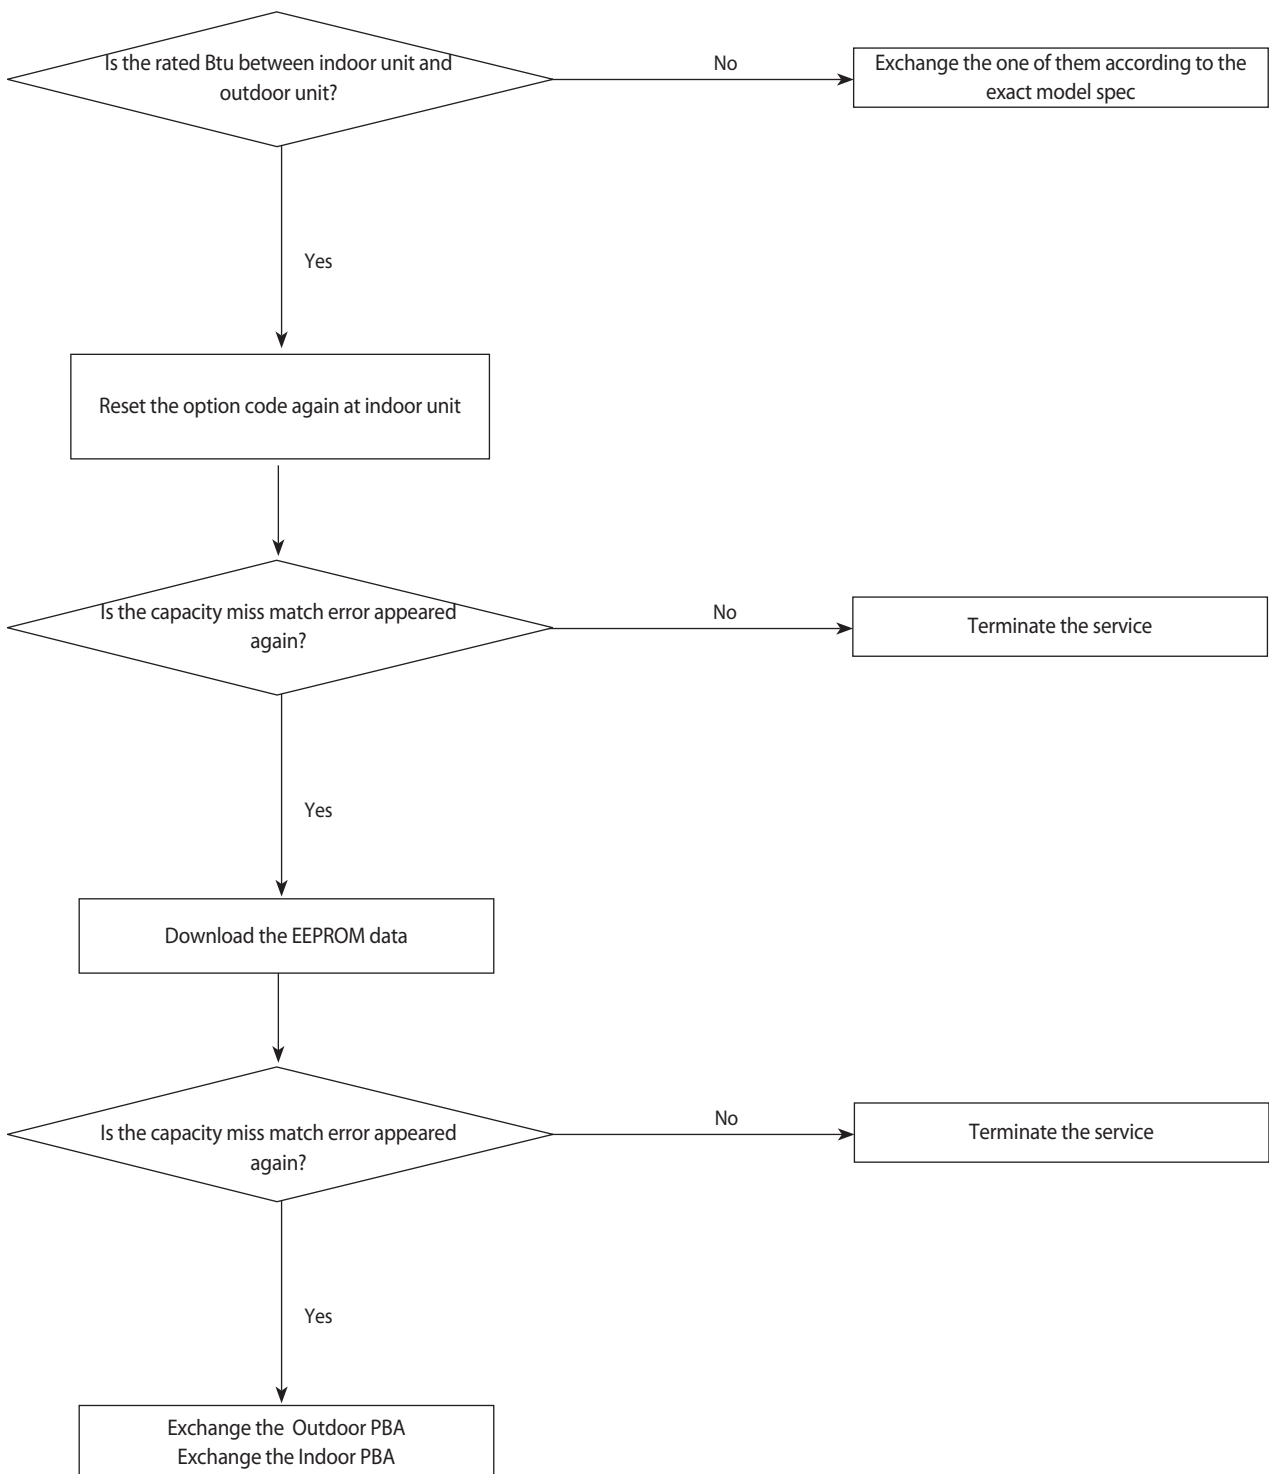 Is the rated Btu between indoor unit and
outdoor unit?
No
Exchange the one of them according to the
exact model spec
Yes
Reset the option code again at indoor unit
Is the capacity miss match error appeared
again?
No
Terminate the service
Yes
Download the EEPROM data
Is the capacity miss match error appeared
again?
No
Terminate the service
Yes
Exchange the Outdoor PBA
Exchange the Indoor PBA